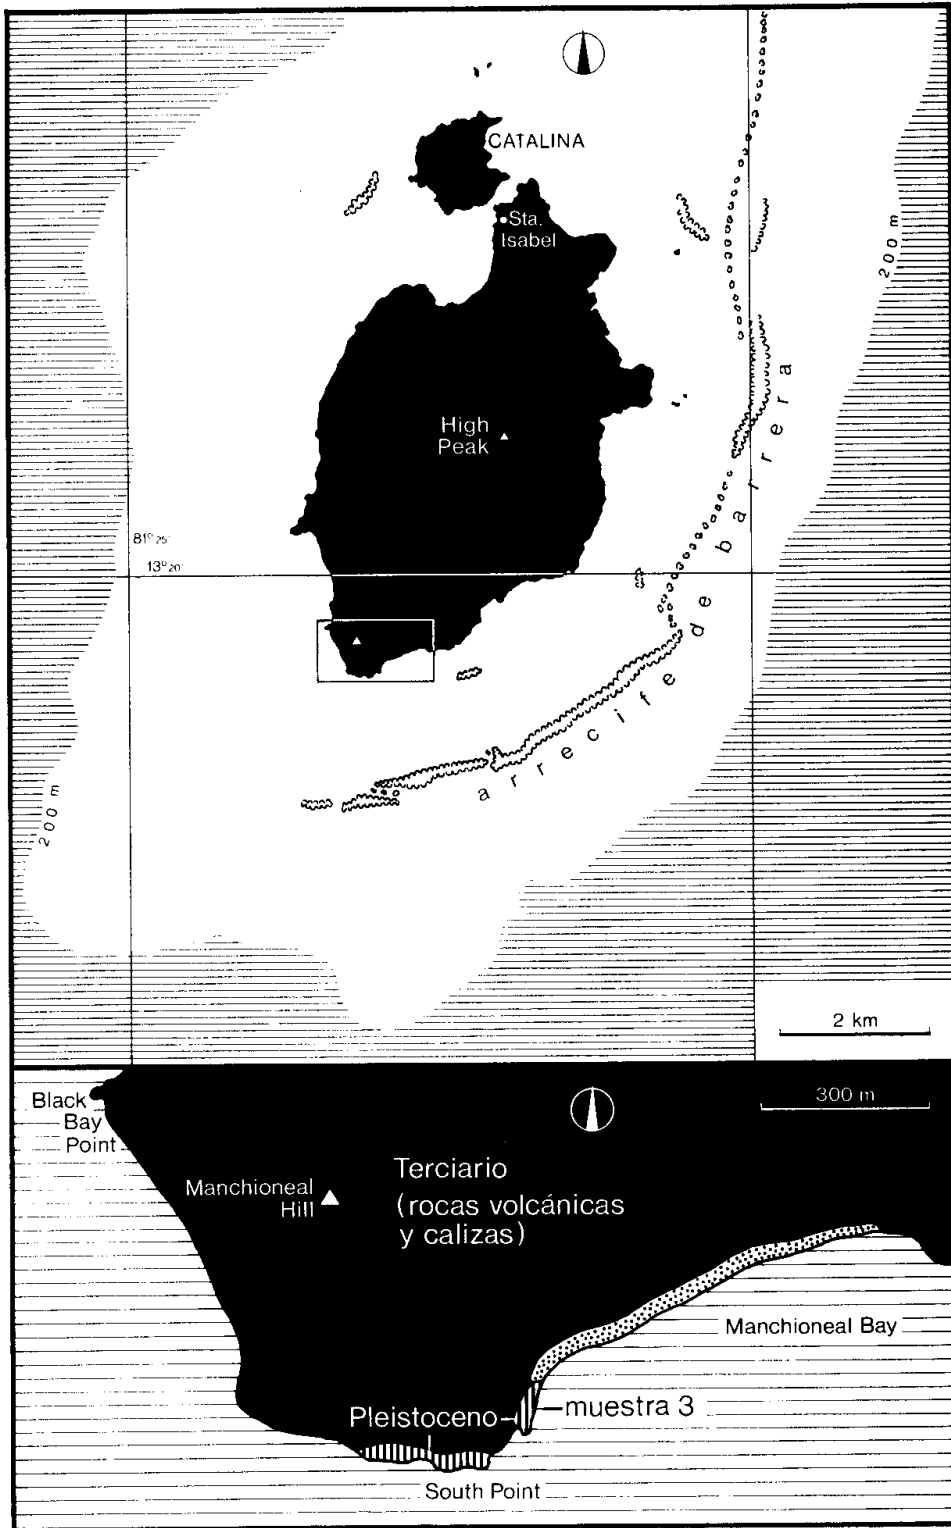 CATALINA
Sta.
Isabel
200 m
High
Peak
81° 25'
13° 20'
arrecife de barrera
200 m
2 km
Black
Bay
Point
300 m
Manchioneal
Hill
Terciario
(rocas volcánicas
y calizas)
Manchioneal Bay
Pleistoceno
muestra 3
South Point